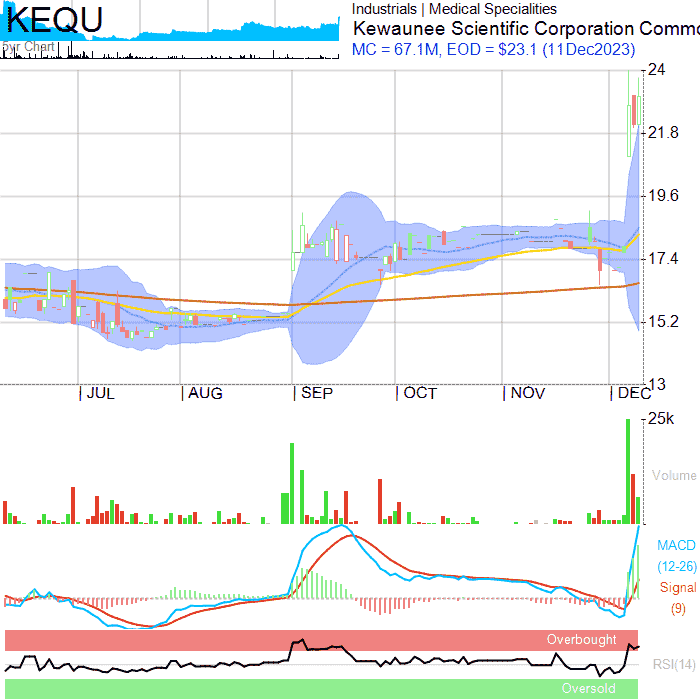 KEQU
5yr Chart
Industrials | Medical Specialities
Kewaunee Scientific Corporation Commo
MC = 67.1M, EOD = $23.1 (11Dec2023)
24
21.8
19.6
17.4
15.2
13
| JUL
| AUG
| SEP
| OCT
| NOV
| DEC
25k
Volume
MACD
(12-26)
Signal
(9)
Overbought
RSI(14)
Oversold